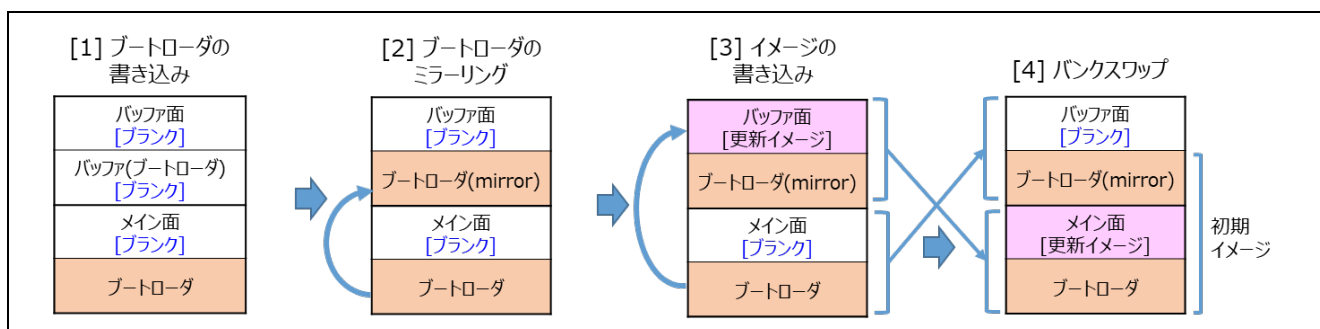 [1] ブートローダの
書き込み
バッファ面
[ブランク]
バッファ(ブートローダ)
[ブランク]
メイン面
[ブランク]
ブートローダ
[2] ブートローダの
ミラーリング
バッファ面
[ブランク]
ブートローダ(mirror)
メイン面
[ブランク]
ブートローダ
[3] イメージの
書き込み
バッファ面
[更新イメージ]
ブートローダ(mirror)
メイン面
[ブランク]
ブートローダ
[4] バンクスワップ
バッファ面
[ブランク]
ブートローダ(mirror)
メイン面
[更新イメージ]
ブートローダ
初期
イメージ